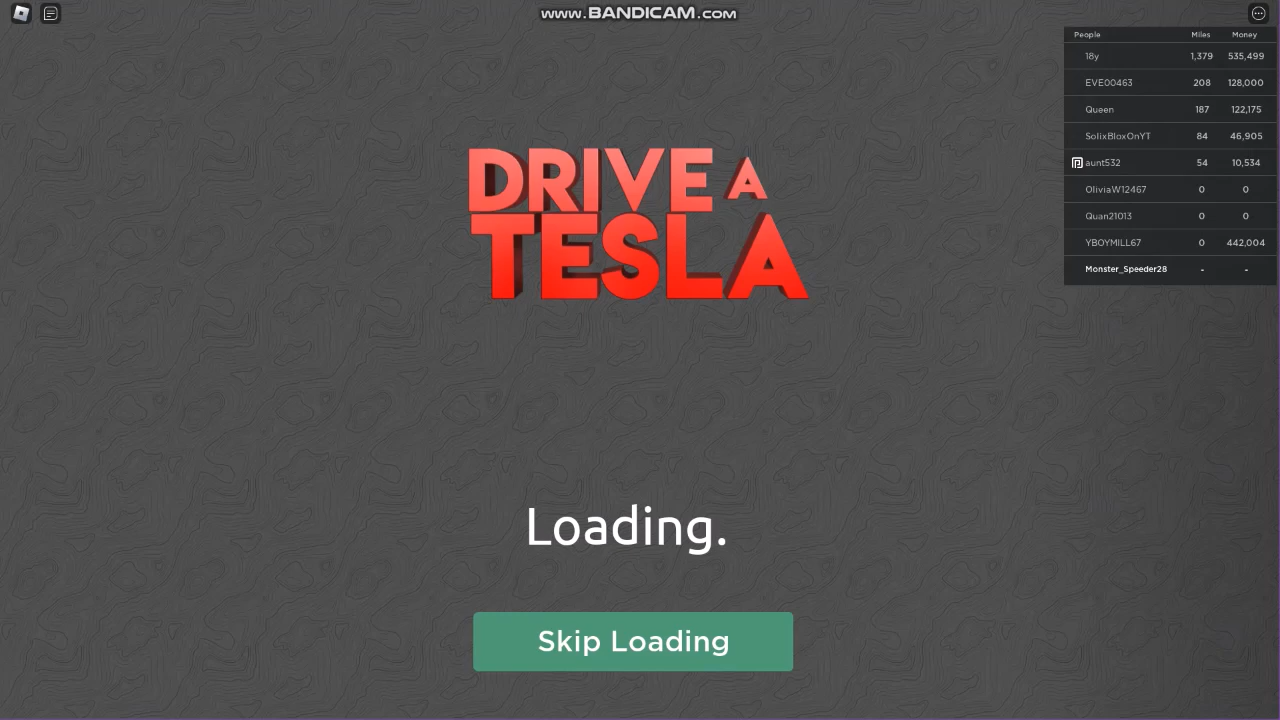 www.BANDICAM.com
People Miles Money
18y 1,379 535,499
EVE00463 208 128,000
Queen 187 122,175
SolixBloxOnYT 84 46,905
aunt532 54 10,534
OliviaW12467 0 0
Quan21013 0 0
YBOYMILL67 0 442,004
Monster_Speeder28 - -
DRIVE A
TESLA
Loading.
Skip Loading